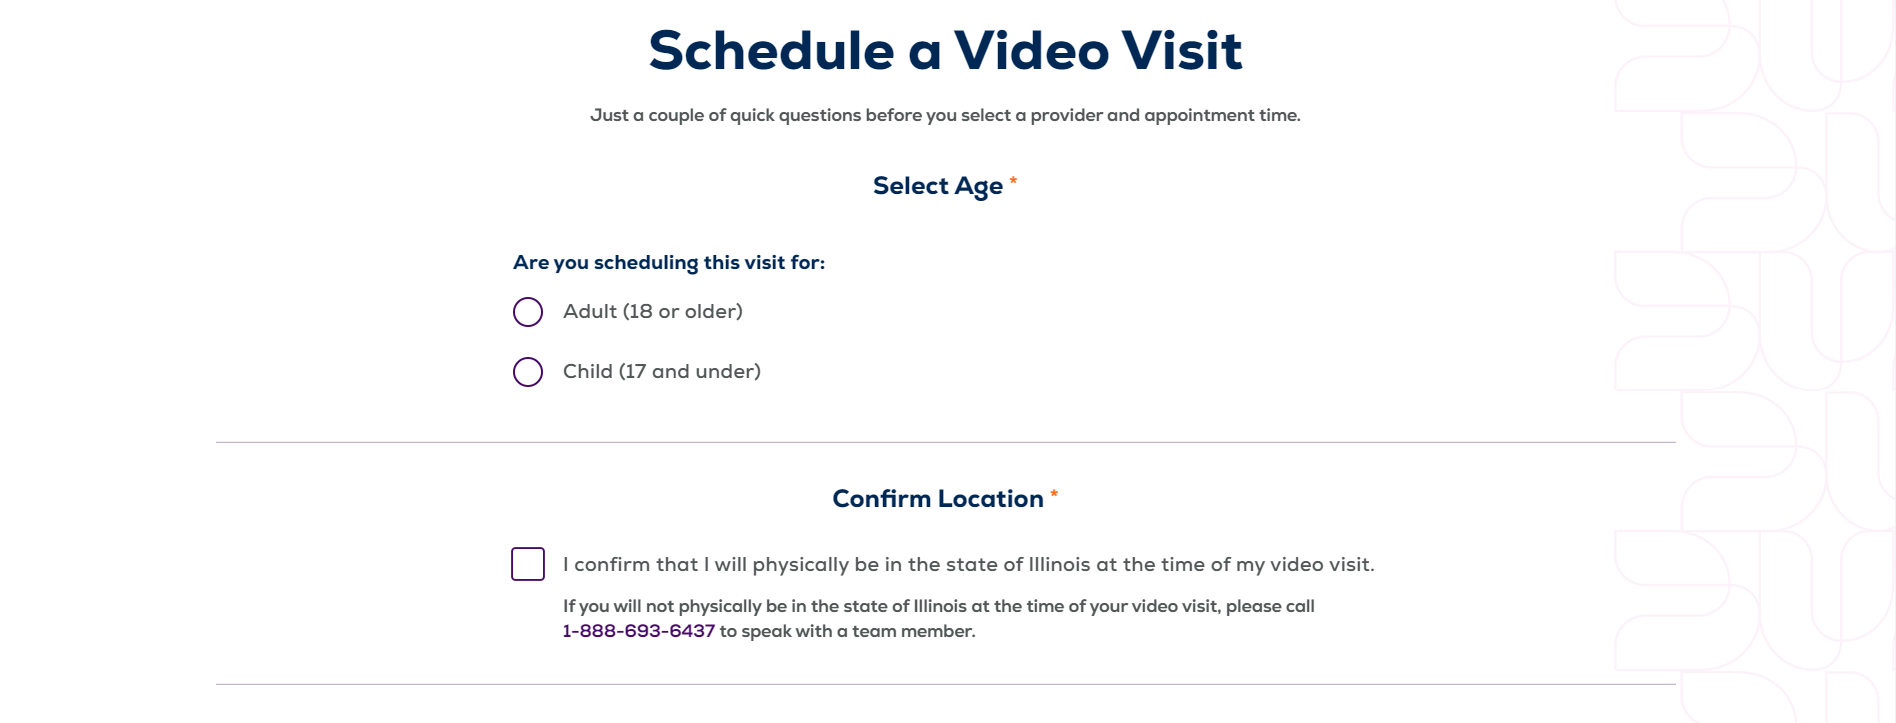 Schedule a Video Visit
Just a couple of quick questions before you select a provider and appointment time.
Select Age *
Are you scheduling this visit for:
Adult (18 or older)
Child (17 and under)
Confirm Location *
I confirm that I will physically be in the state of Illinois at the time of my video visit.
If you will not physically be in the state of Illinois at the time of your video visit, please call
1-888-693-6437 to speak with a team member.